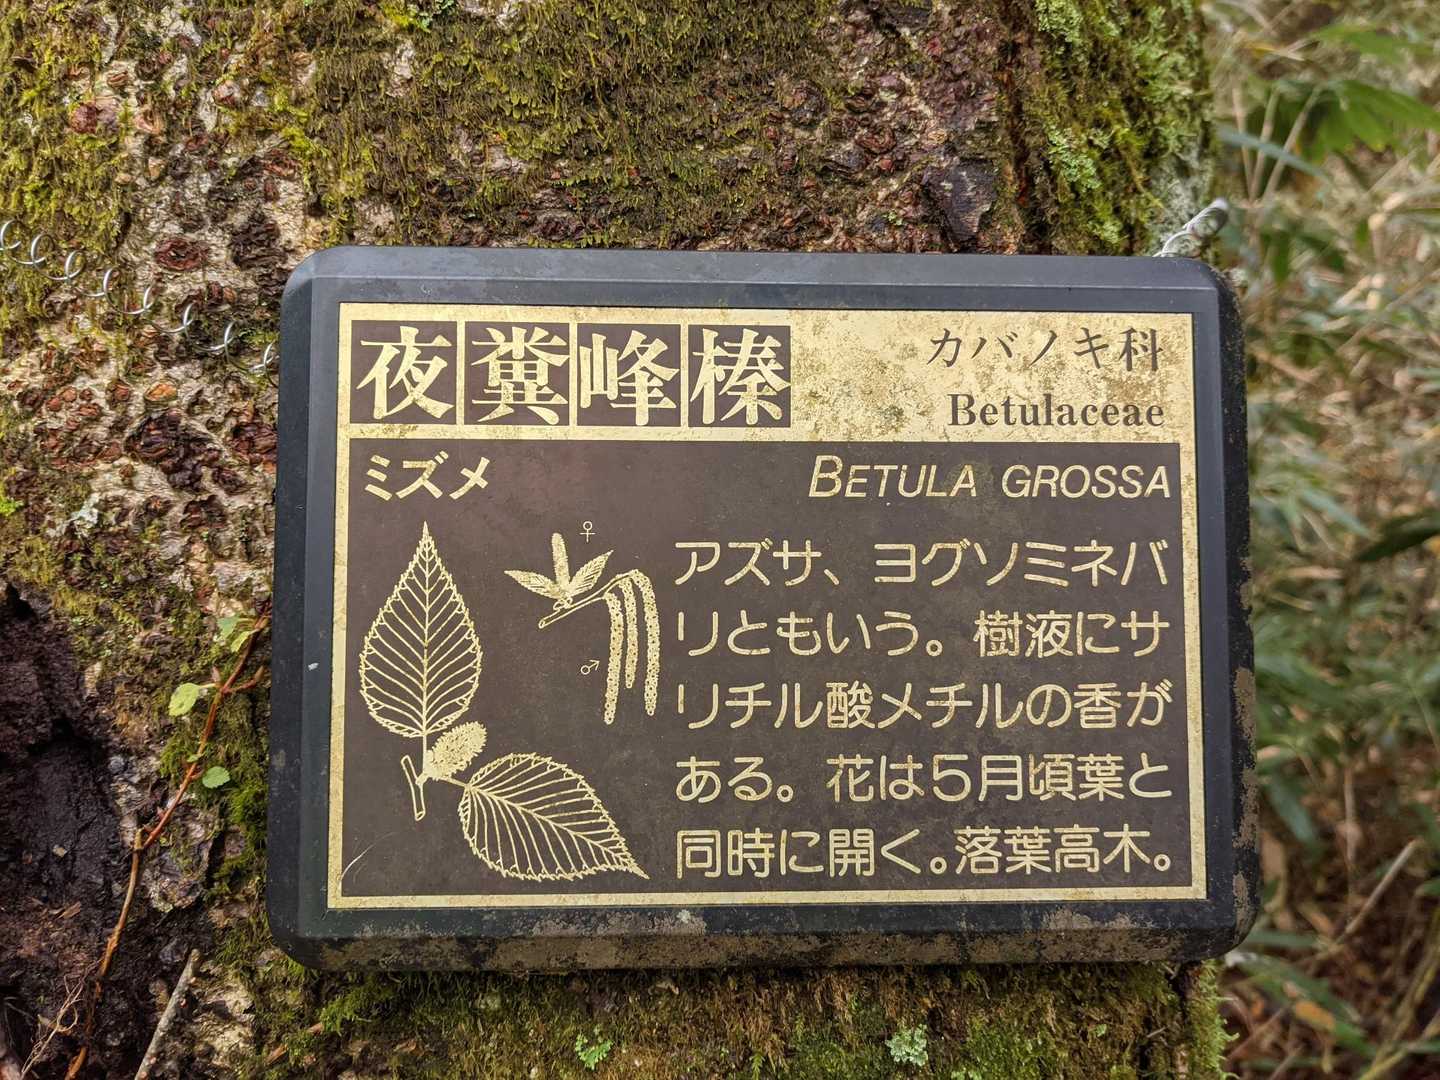 夜糞峰榛
カバノキ科
Betulaceae
ミズメ
BETULA GROSSA
♀
♂
アズサ、ヨグソミネバ
リともいう。樹液にサ
リチル酸メチルの香が
ある。花は5月頃葉と
同時に開く。落葉高木。